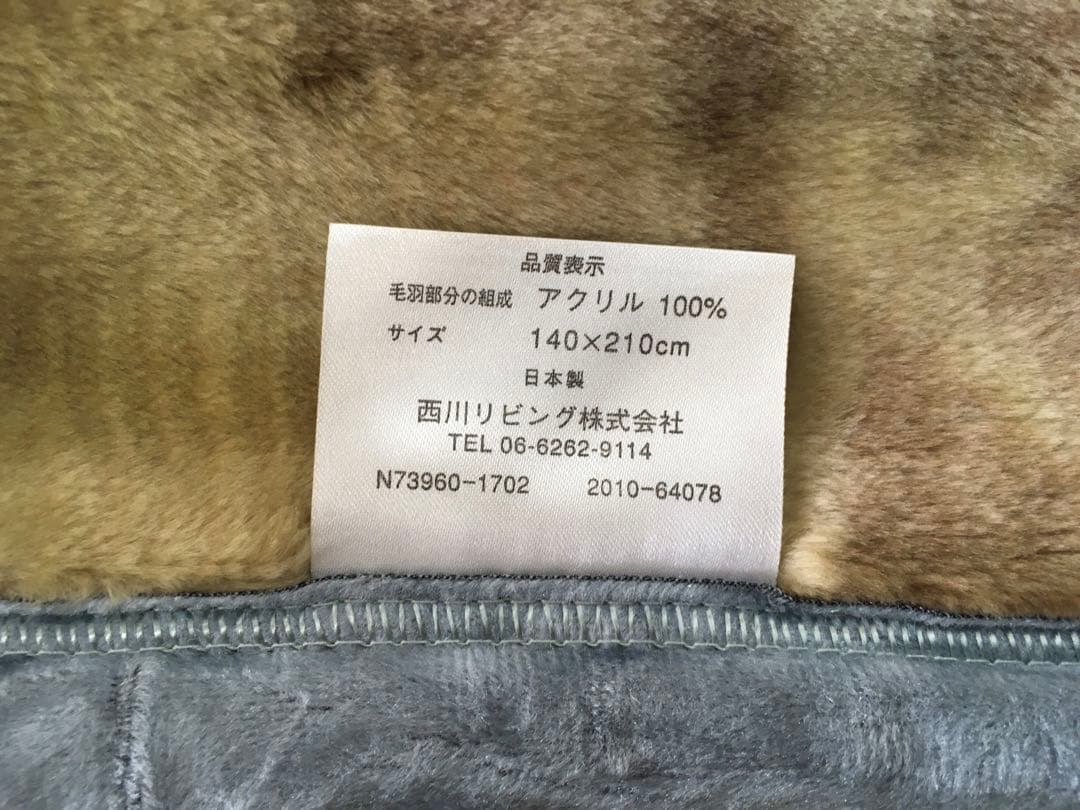 品質表示
毛羽部分の組成 アクリル 100%
サイズ 140×210cm
日本製
西川リビング株式会社
TEL 06-6262-9114
N73960-1702 2010-64078